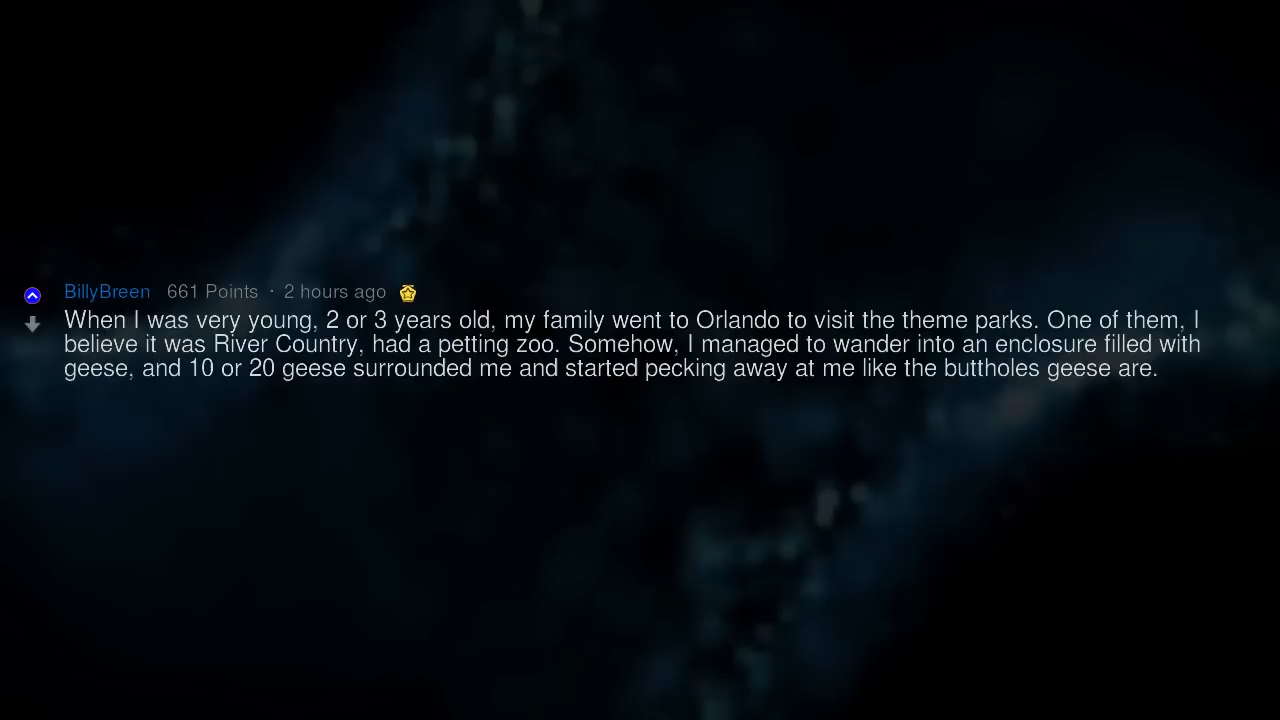 BillyBreen 661 Points · 2 hours ago
When I was very young, 2 or 3 years old, my family went to Orlando to visit the theme parks. One of them, I
believe it was River Country, had a petting zoo. Somehow, I managed to wander into an enclosure filled with
geese, and 10 or 20 geese surrounded me and started pecking away at me like the buttholes geese are.